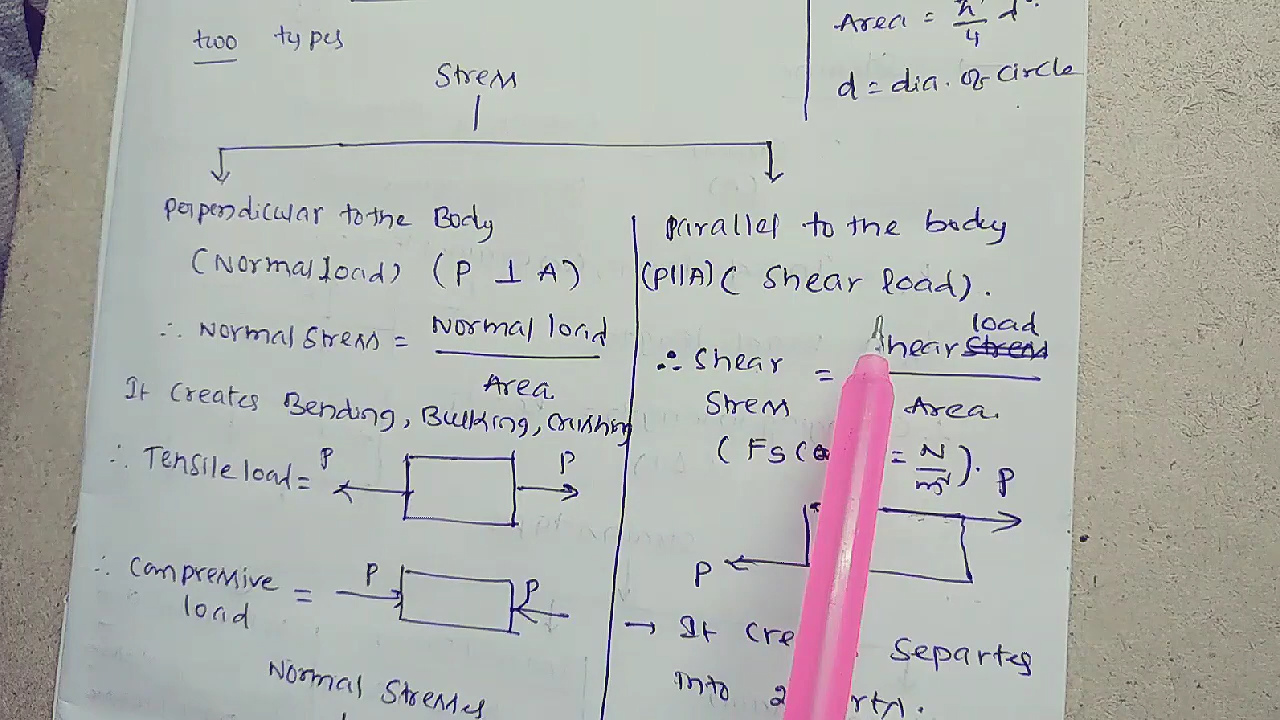 two types
Stress
Area = π/4 d²
d = dia. of circle
perpendicular to the Body
(Normal load) (P ⊥ A)
∴ Normal Stress = Normal load / Area
It Creates Bending, Bulking, Crushing
∴ Tensile load =
P
P
∴ Compressive load =
P
P
Normal Stresses
parallel to the body
(P||A) ( Shear load).
∴ Shear Stress = Shear load / Area.
( Fs ( = N/m² ).
P
P
→ It separtes
into 2